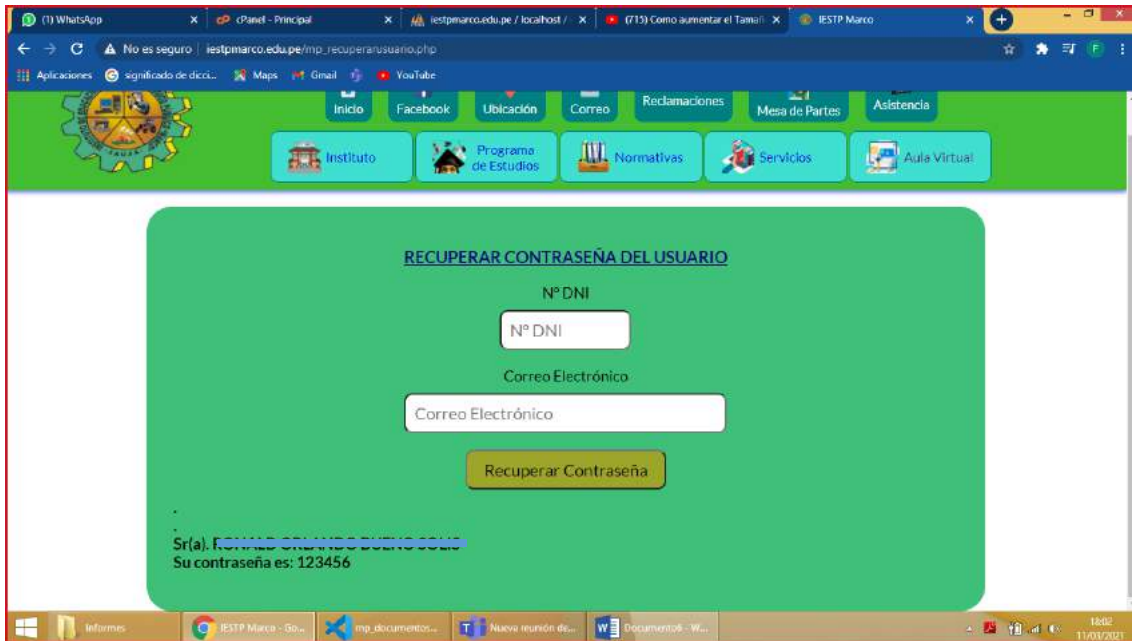 (1) WhatsApp
cPanel - Principal
iestpmarco.edu.pe / localhost /
(715) Como aumentar el Tamañ
IESTP Marco
No es seguro iestpmarco.edu.pe/mp_recuperarusuario.php
Aplicaciones significado de dicci... Maps Gmail YouTube
Inicio Facebook Ubicación Correo Reclamaciones Mesa de Partes Asistencia
Instituto
Programa
de Estudios
Normativas
Servicios
Aula Virtual
RECUPERAR CONTRASEÑA DEL USUARIO
N° DNI
N° DNI
Correo Electrónico
Correo Electrónico
Recuperar Contraseña
.
.
Sr(a).
Su contraseña es: 123456
Informes
IESTP Marco - Go...
mp_documentos...
Nueva reunión de...
Documento6 - W...
18:02
11/03/2021